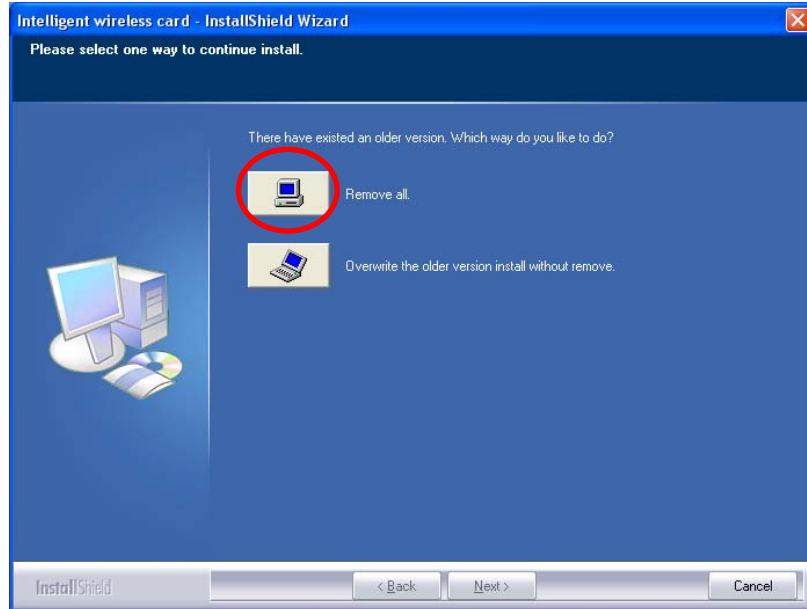 Intelligent wireless card - InstallShield Wizard
Please select one way to continue install.
There have existed an older version. Which way do you like to do?
Remove all.
Overwrite the older version install without remove.
InstallShield
< Back
Next >
Cancel